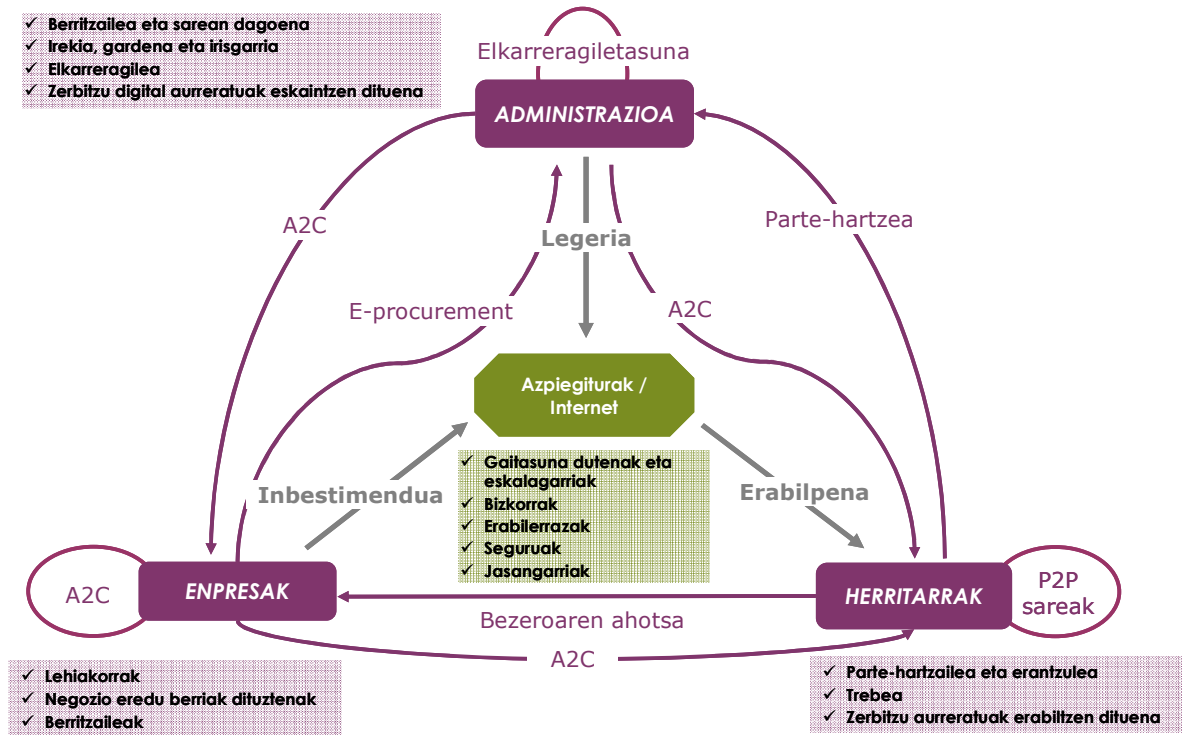 ✓ Berritzailea eta sarean dagoena
✓ Irekia, gardena eta irisgarria
✓ Elkarreragilea
✓ Zerbitzu digital aurreratuak eskaintzen dituena
Elkarreragiletasuna
ADMINISTRAZIOA
A2C
Legeria
Parte-hartzea
E-procurement
A2C
Azpiegiturak /
Internet
✓ Gaitasuna dutenak eta
eskalagarriak
✓ Bizkorrak
✓ Erabilerrazak
✓ Seguruak
✓ Jasangarriak
Inbestimendua
Erabilpena
A2C
ENPRESAK
HERRITARRAK
P2P
sareak
Bezeroaren ahotsa
A2C
✓ Lehiakorrak
✓ Negozio eredu berriak dituztenak
✓ Berritzaileak
✓ Parte-hartzailea eta erantzulea
✓ Trebea
✓ Zerbitzu aurreratuak erabiltzen dituena